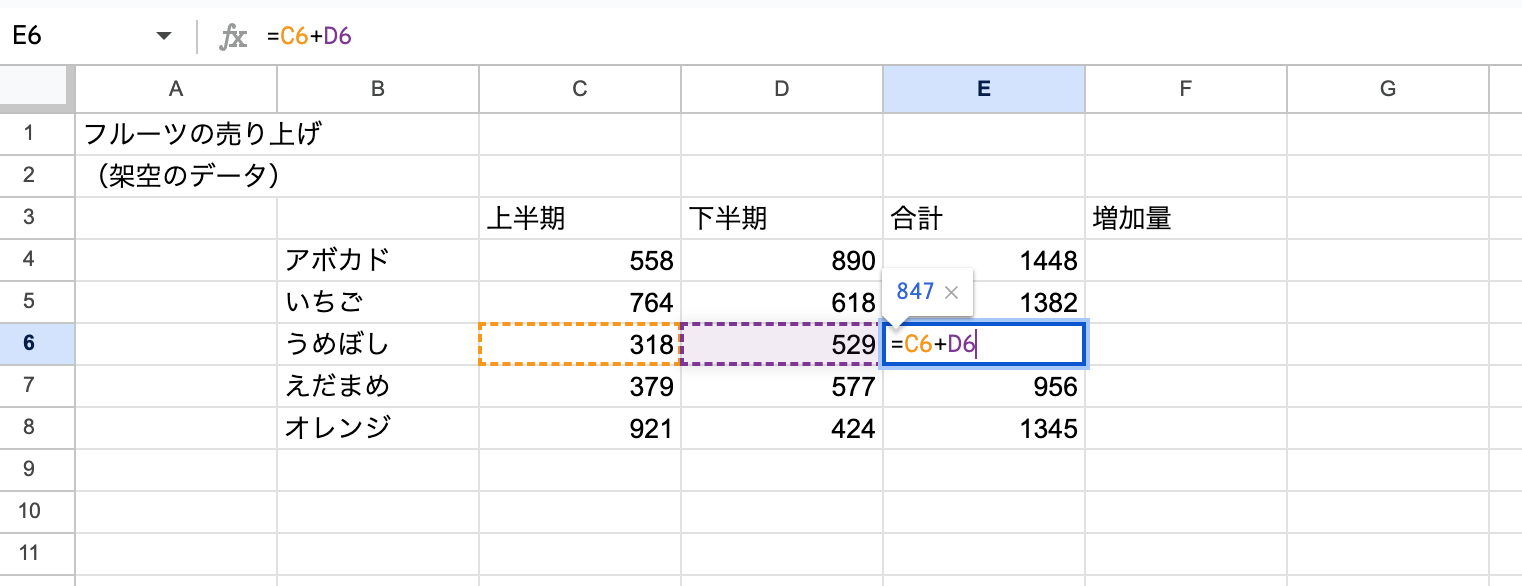 E6 fx =C6+D6
A B C D E F G
1 フルーツの売り上げ
2 （架空のデータ）
3 上半期 下半期 合計 増加量
4 アボカド 558 890 1448
847 ×
5 いちご 764 618 1382
6 うめぼし 318 529 =C6+D6
7 えだまめ 379 577 956
8 オレンジ 921 424 1345
9
10
11